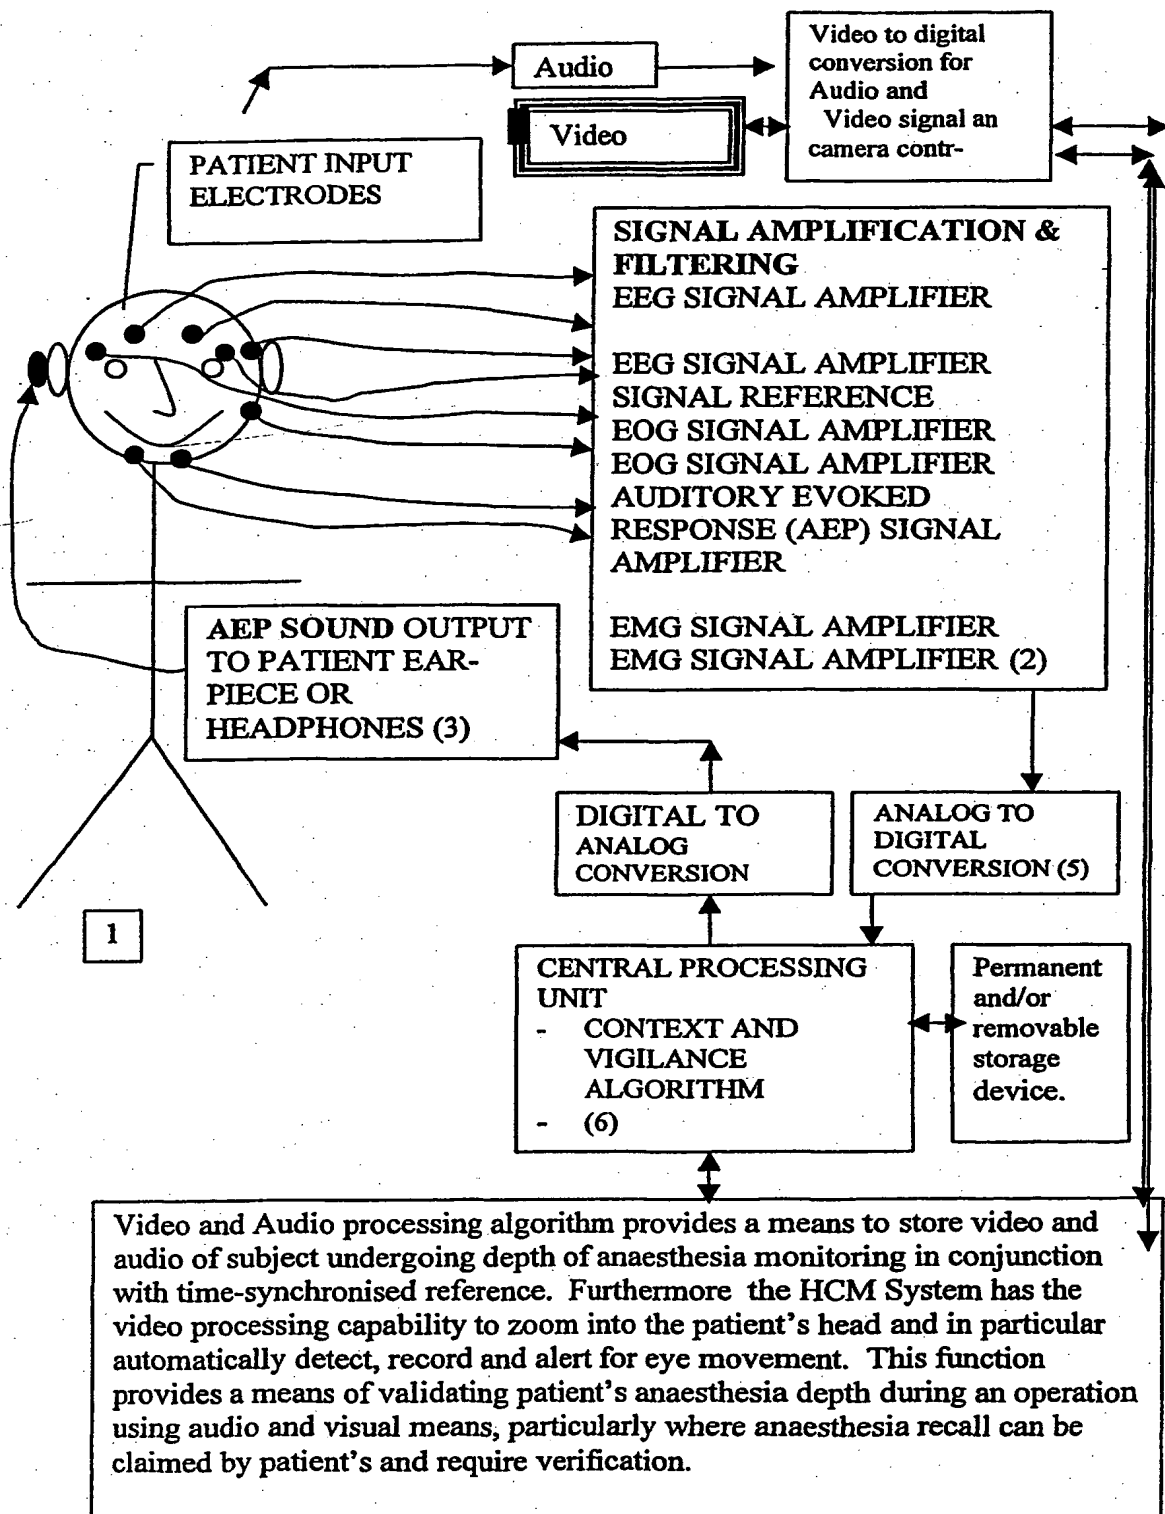 Audio
Video
Video to digital
conversion for
Audio and
Video signal an
camera contr-
PATIENT INPUT
ELECTRODES
SIGNAL AMPLIFICATION &
FILTERING
EEG SIGNAL AMPLIFIER
EEG SIGNAL AMPLIFIER
SIGNAL REFERENCE
EOG SIGNAL AMPLIFIER
EOG SIGNAL AMPLIFIER
AUDITORY EVOKED
RESPONSE (AEP) SIGNAL
AMPLIFIER
EMG SIGNAL AMPLIFIER
EMG SIGNAL AMPLIFIER (2)
AEP SOUND OUTPUT
TO PATIENT EAR-
PIECE OR
HEADPHONES (3)
DIGITAL TO
ANALOG
CONVERSION
ANALOG TO
DIGITAL
CONVERSION (5)
1
CENTRAL PROCESSING
UNIT
- CONTEXT AND
VIGILANCE
ALGORITHM
- (6)
Permanent
and/or
removable
storage
device.
Video and Audio processing algorithm provides a means to store video and
audio of subject undergoing depth of anaesthesia monitoring in conjunction
with time-synchronised reference. Furthermore the HCM System has the
video processing capability to zoom into the patient's head and in particular
automatically detect, record and alert for eye movement. This function
provides a means of validating patient's anaesthesia depth during an operation
using audio and visual means, particularly where anaesthesia recall can be
claimed by patient's and require verification.